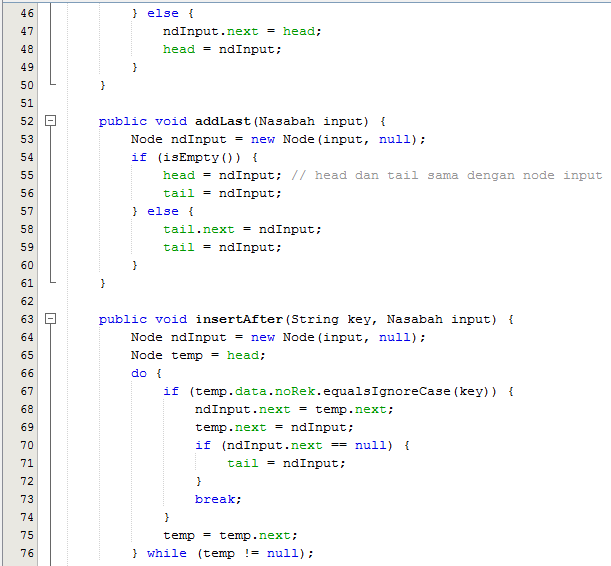 46 } else {
47 ndInput.next = head;
48 head = ndInput;
49 }
50 }
51
52 public void addLast(Nasabah input) {
53 Node ndInput = new Node(input, null);
54 if (isEmpty()) {
55 head = ndInput; // head dan tail sama dengan node input
56 tail = ndInput;
57 } else {
58 tail.next = ndInput;
59 tail = ndInput;
60 }
61 }
62
63 public void insertAfter(String key, Nasabah input) {
64 Node ndInput = new Node(input, null);
65 Node temp = head;
66 do {
67 if (temp.data.noRek.equalsIgnoreCase(key)) {
68 ndInput.next = temp.next;
69 temp.next = ndInput;
70 if (ndInput.next == null) {
71 tail = ndInput;
72 }
73 break;
74 }
75 temp = temp.next;
76 } while (temp != null);